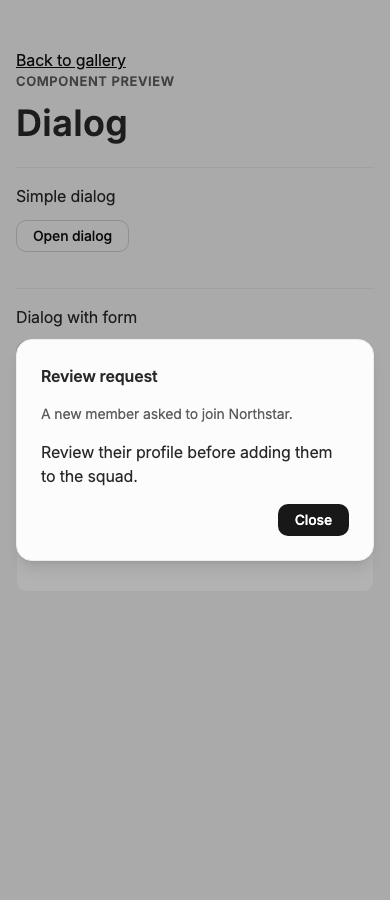 Back to gallery
COMPONENT PREVIEW
Dialog
Simple dialog
Open dialog
Dialog with form
Review request
A new member asked to join Northstar.
Review their profile before adding them
to the squad.
Close